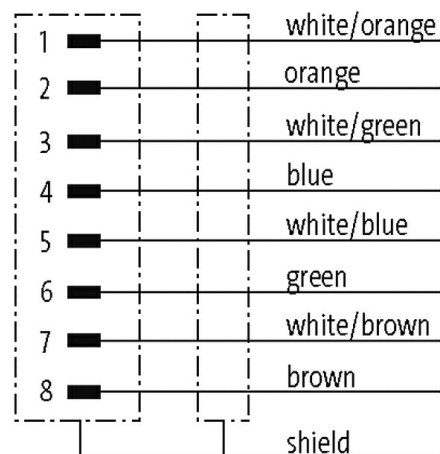 1 white/orange
2 orange
3 white/green
4 blue
5 white/blue
6 green
7 white/brown
8 brown
shield